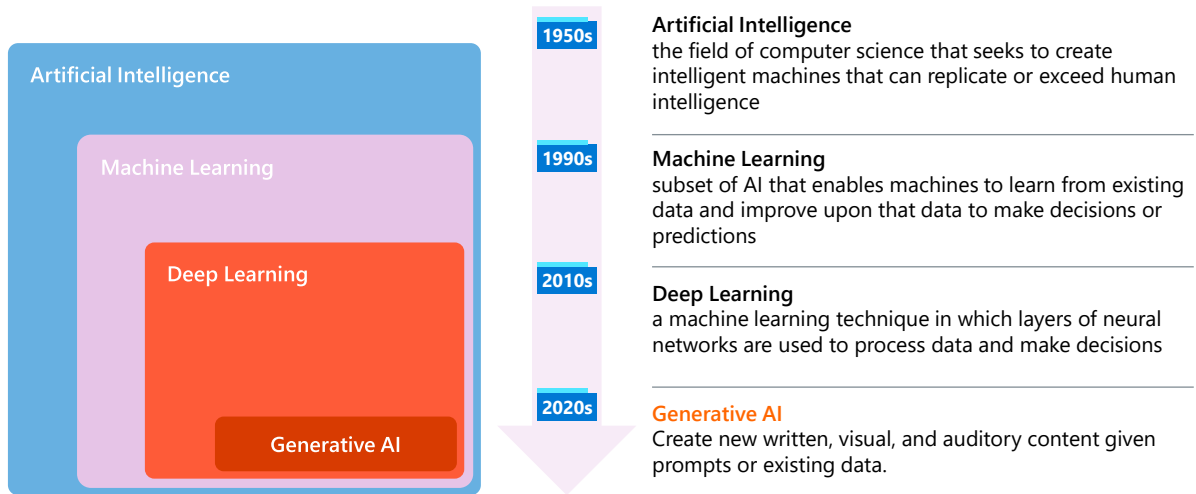 Artificial Intelligence
Machine Learning
Deep Learning
Generative AI
1950s
Artificial Intelligence
the field of computer science that seeks to create
intelligent machines that can replicate or exceed human
intelligence
1990s
Machine Learning
subset of AI that enables machines to learn from existing
data and improve upon that data to make decisions or
predictions
2010s
Deep Learning
a machine learning technique in which layers of neural
networks are used to process data and make decisions
2020s
Generative AI
Create new written, visual, and auditory content given
prompts or existing data.